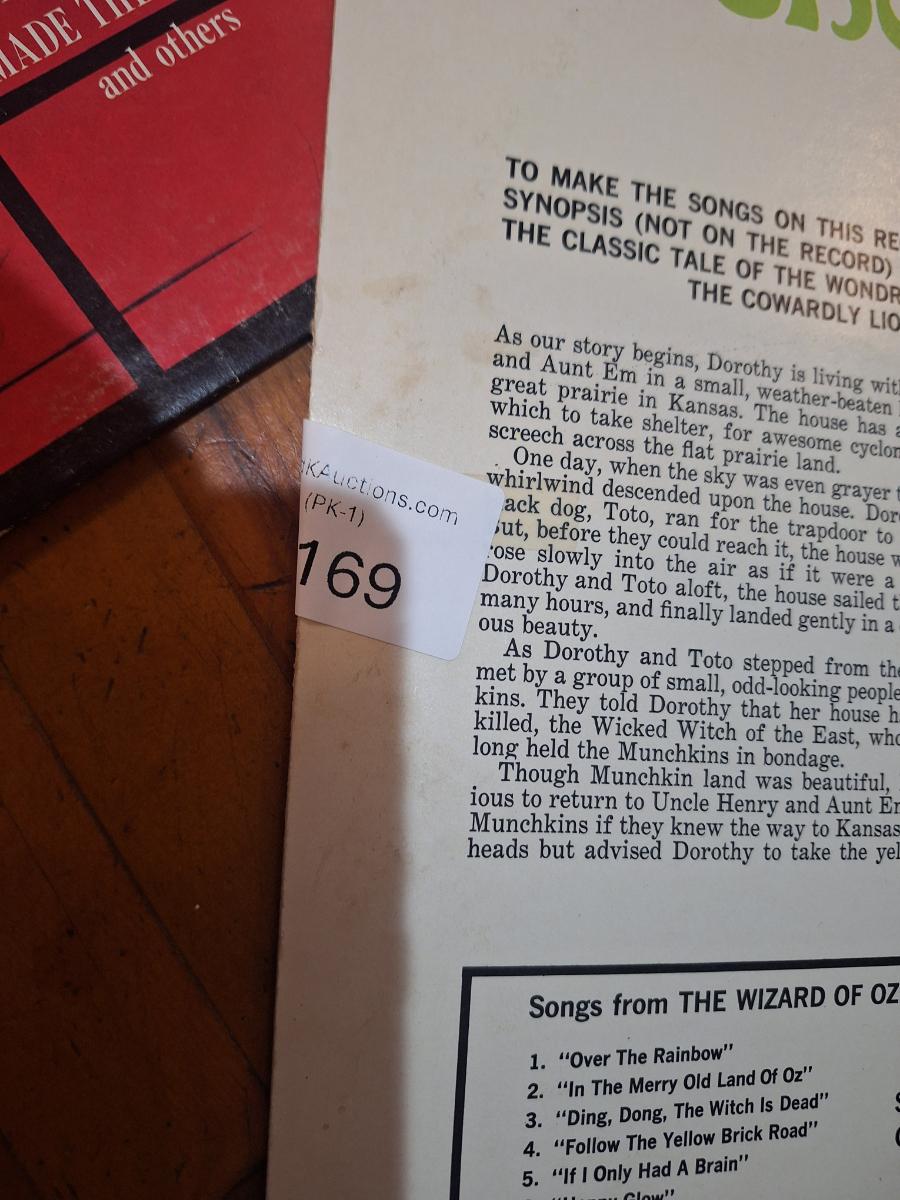 MADE TH
and others
TO MAKE THE SONGS ON THIS RE
SYNOPSIS (NOT ON THE RECORD)
THE CLASSIC TALE OF THE WONDR
THE COWARDLY LIO
As our story begins, Dorothy is living wit
and Aunt Em in a small, weather-beaten
great prairie in Kansas. The house has a
which to take shelter, for awesome cyclon
screech across the flat prairie land.
One day, when the sky was even grayer t
whirlwind descended upon the house. Dor
ack dog, Toto, ran for the trapdoor to
ut, before they could reach it, the house w
rose slowly into the air as if it were a
Dorothy and Toto aloft, the house sailed t
many hours, and finally landed gently in a
ous beauty.
As Dorothy and Toto stepped from the
met by a group of small, odd-looking people
kins. They told Dorothy that her house h
killed, the Wicked Witch of the East, who
long held the Munchkins in bondage.
Though Munchkin land was beautiful,
ious to return to Uncle Henry and Aunt E
Munchkins if they knew the way to Kansas
heads but advised Dorothy to take the yel
KAuctions.com
(PK-1)
169
Songs from THE WIZARD OF OZ
1. "Over The Rainbow"
2. "In The Merry Old Land Of Oz"
3. "Ding, Dong, The Witch Is Dead"
4. "Follow The Yellow Brick Road"
5. "If I Only Had A Brain"